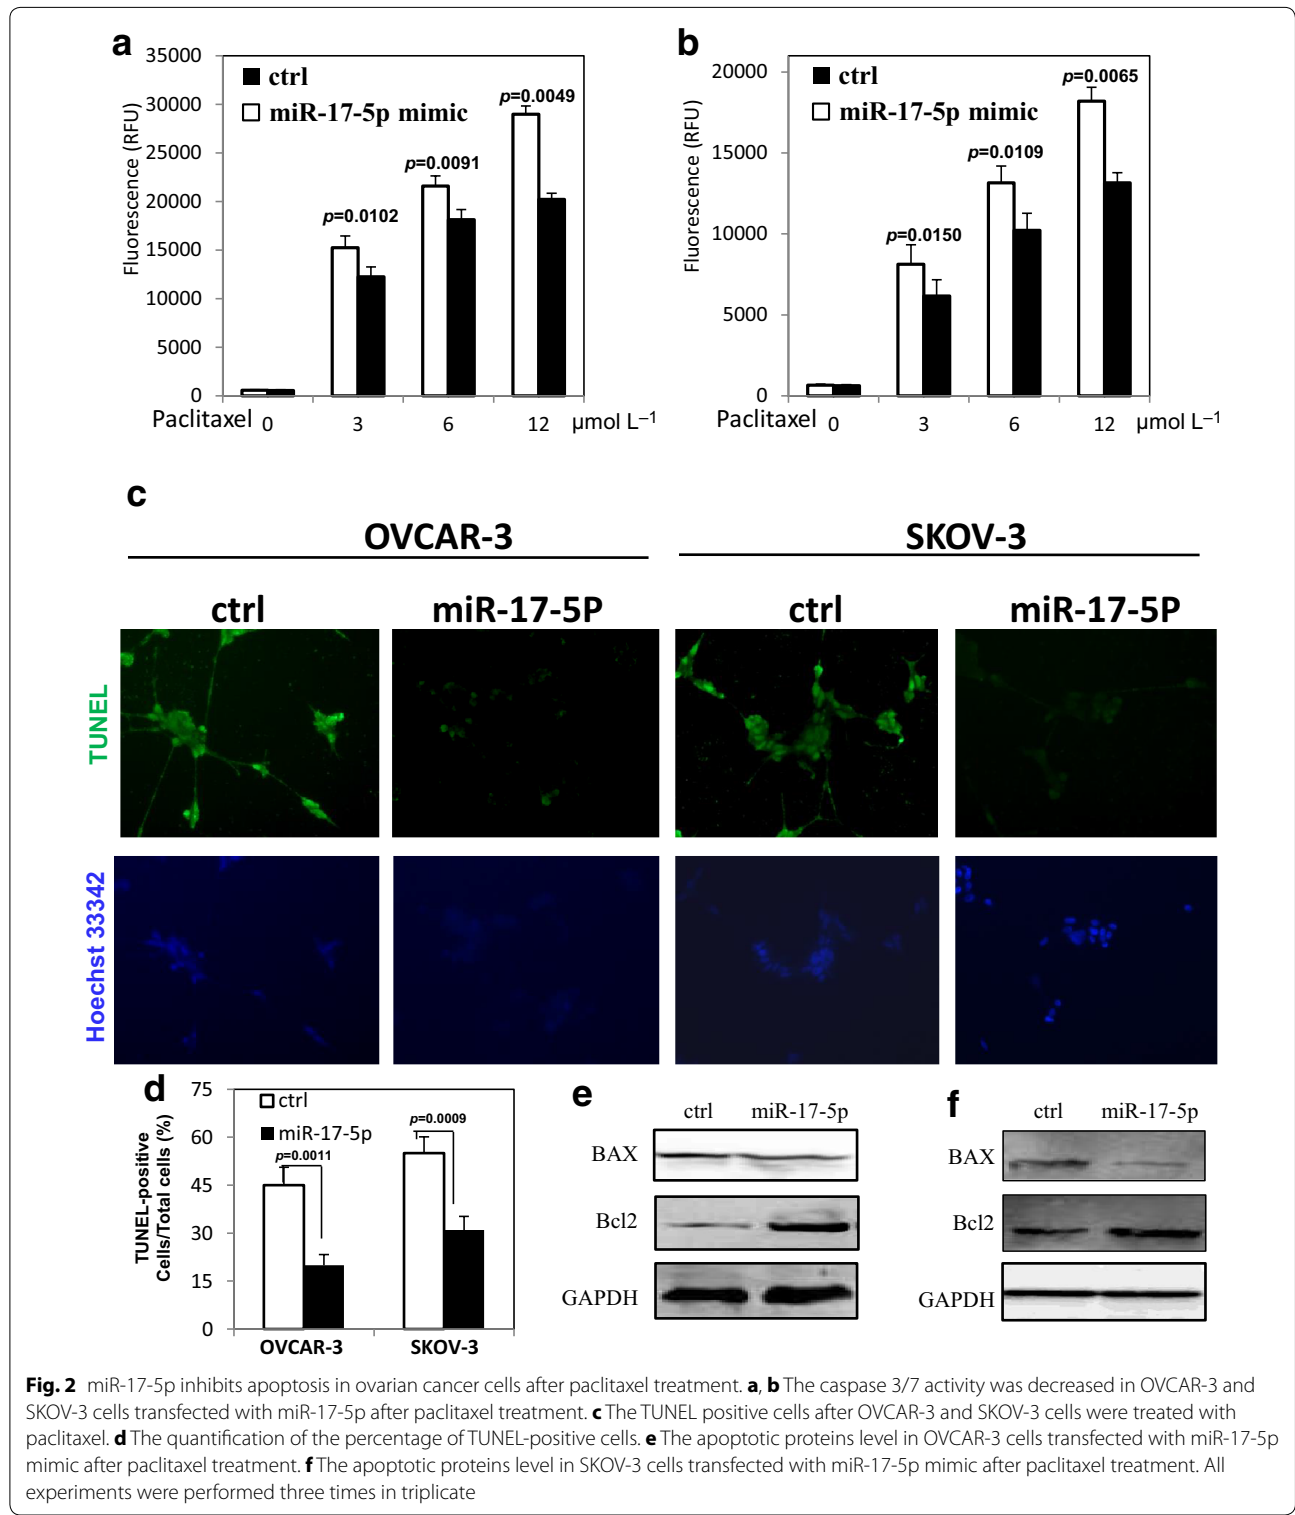 a
b
35000
30000
25000
20000
15000
10000
5000
0
Fluorescence (RFU)
ctrl
miR-17-5p mimic
p=0.0102
p=0.0091
p=0.0049
Paclitaxel 0 3 6 12 µmol L−1
20000
15000
10000
5000
0
Fluorescence (RFU)
ctrl
miR-17-5p mimic
p=0.0150
p=0.0109
p=0.0065
Paclitaxel 0 3 6 12 µmol L−1
c
OVCAR-3 SKOV-3
ctrl miR-17-5P ctrl miR-17-5P
TUNEL
Hoechst 33342
d
75
60
45
30
15
0
TUNEL-positive
Cells/Total cells (%)
ctrl
miR-17-5p
p=0.0011
p=0.0009
OVCAR-3 SKOV-3
e
ctrl miR-17-5p
BAX
Bcl2
GAPDH
f
ctrl miR-17-5p
BAX
Bcl2
GAPDH
Fig. 2 miR-17-5p inhibits apoptosis in ovarian cancer cells after paclitaxel treatment. a, b The caspase 3/7 activity was decreased in OVCAR-3 and
SKOV-3 cells transfected with miR-17-5p after paclitaxel treatment. c The TUNEL positive cells after OVCAR-3 and SKOV-3 cells were treated with
paclitaxel. d The quantification of the percentage of TUNEL-positive cells. e The apoptotic proteins level in OVCAR-3 cells transfected with miR-17-5p
mimic after paclitaxel treatment. f The apoptotic proteins level in SKOV-3 cells transfected with miR-17-5p mimic after paclitaxel treatment. All
experiments were performed three times in triplicate